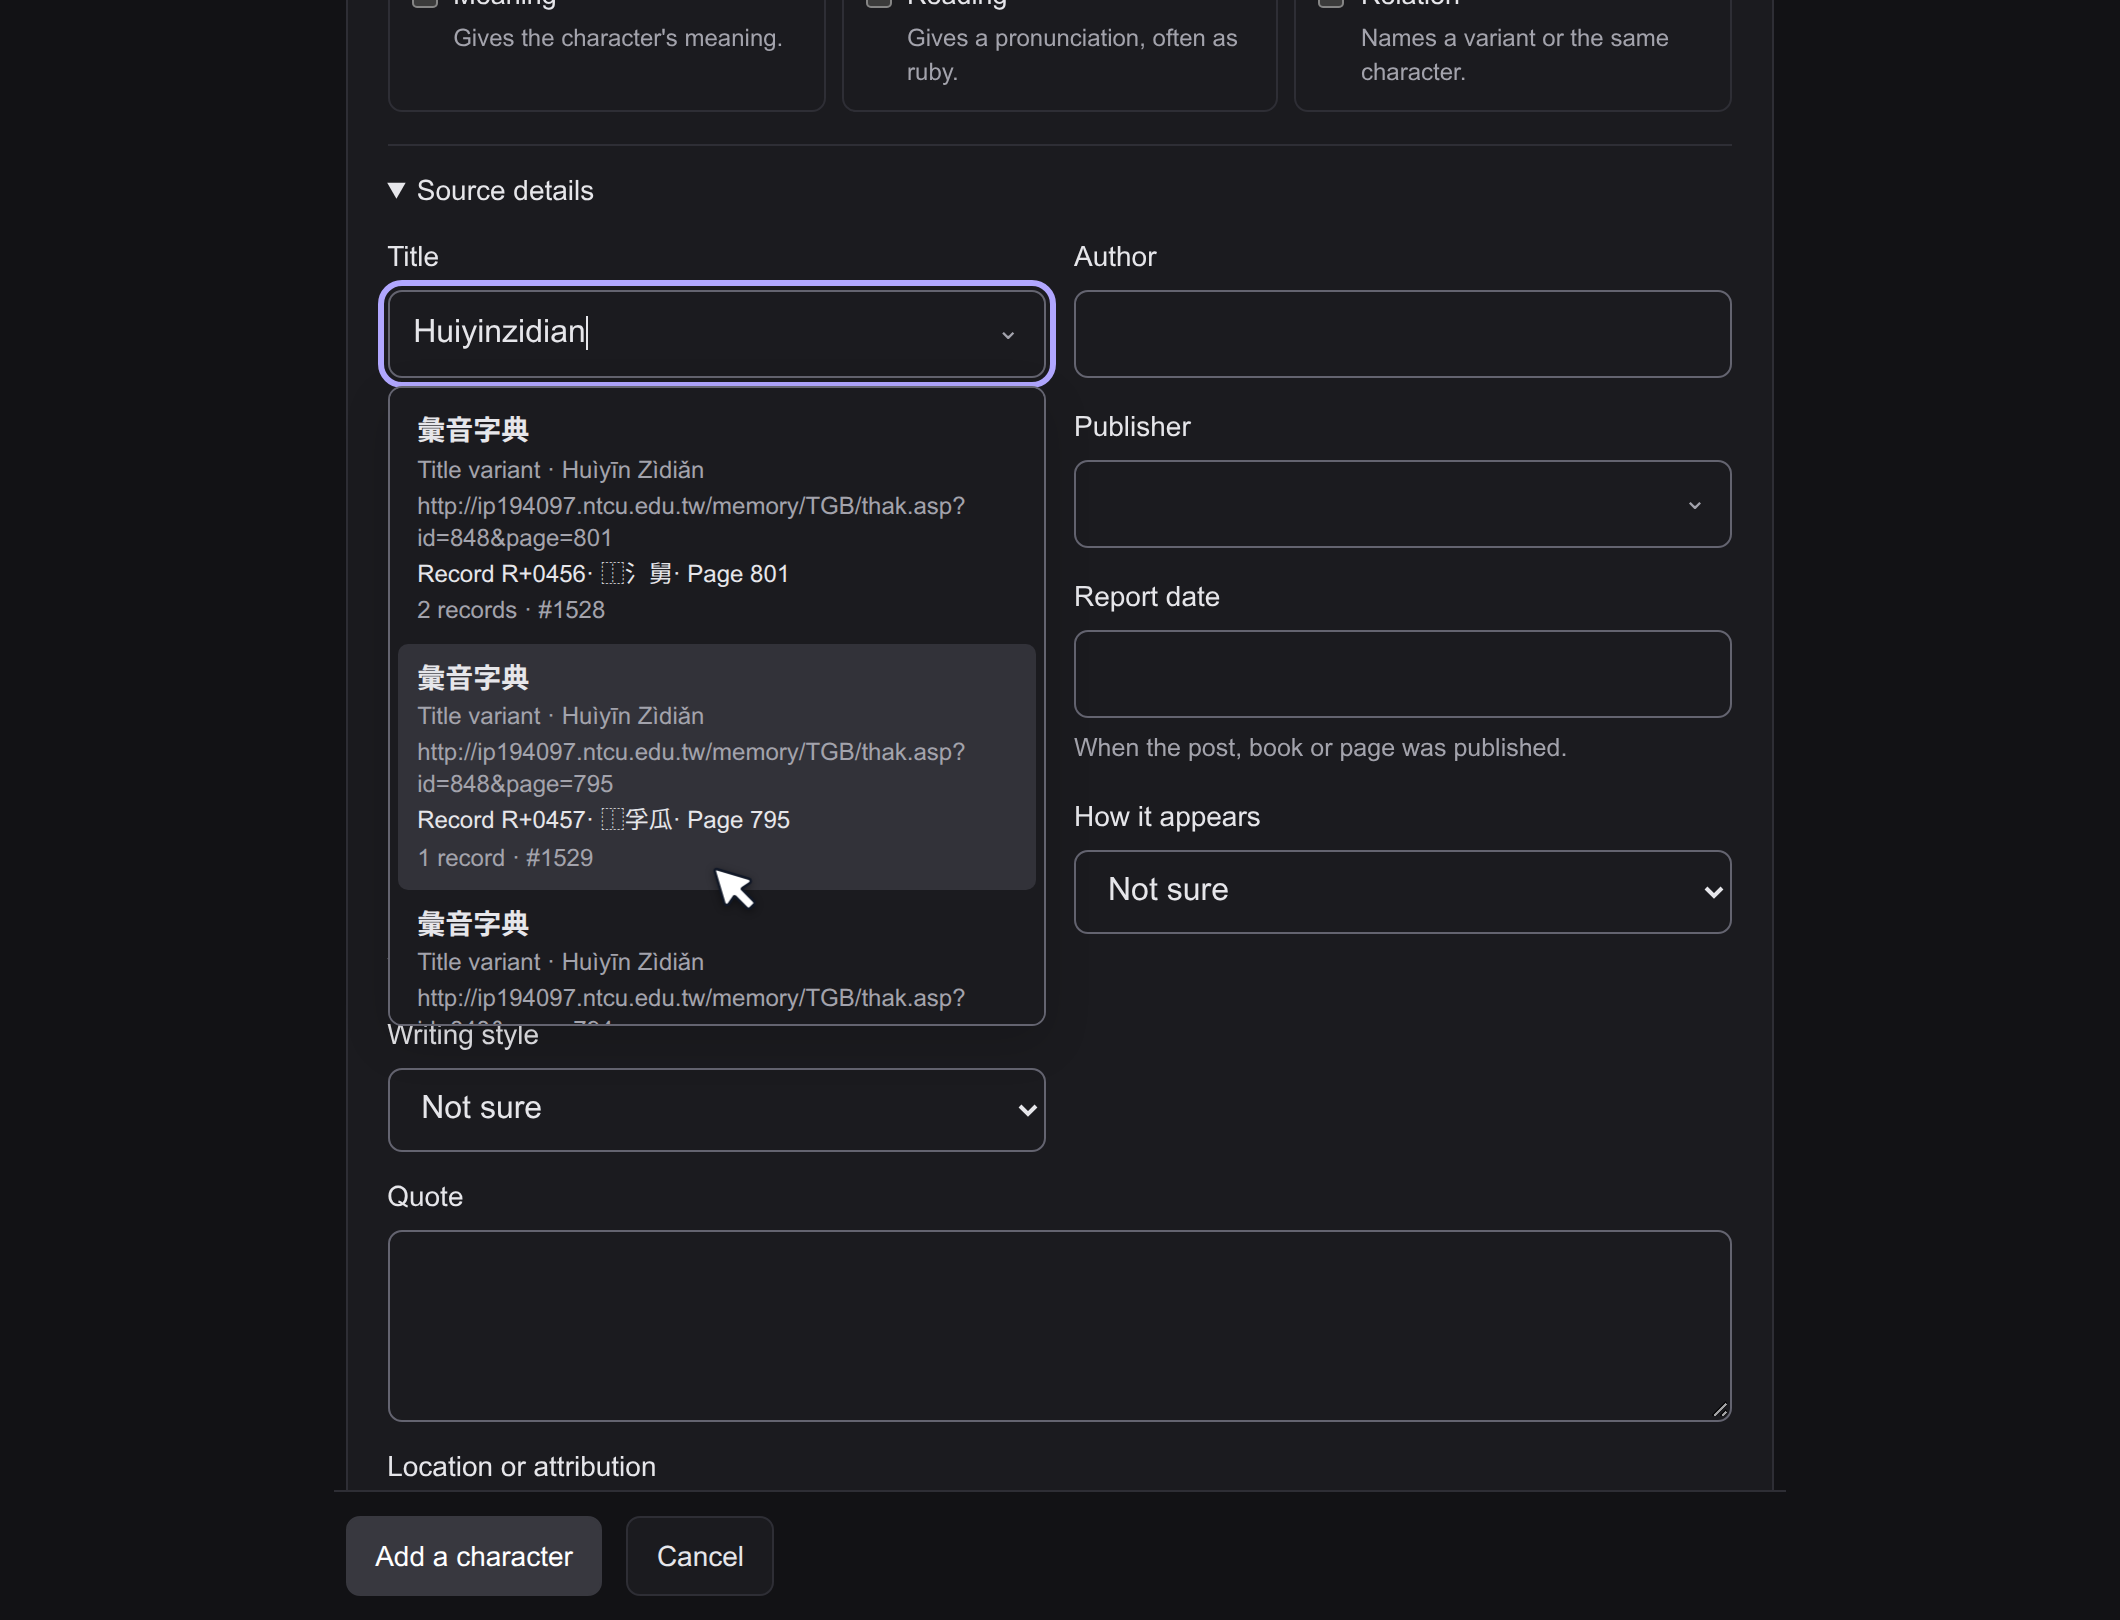 Meaning
Reading
Relation
Gives the character's meaning.
Gives a pronunciation, often as
ruby.
Names a variant or the same
character.
▼ Source details
Title
Huiyinzidian
彙音字典
Title variant · Huìyīn Zìdiǎn
http://ip194097.ntcu.edu.tw/memory/TGB/thak.asp?
id=848&page=801
Record R+0456· ⿰氵舅· Page 801
2 records · #1528
彙音字典
Title variant · Huìyīn Zìdiǎn
http://ip194097.ntcu.edu.tw/memory/TGB/thak.asp?
id=848&page=795
Record R+0457· ⿰孚瓜· Page 795
1 record · #1529
彙音字典
Title variant · Huìyīn Zìdiǎn
http://ip194097.ntcu.edu.tw/memory/TGB/thak.asp?
Author
Publisher
Report date
When the post, book or page was published.
How it appears
Not sure
Writing style
Not sure
Quote
Location or attribution
Add a character
Cancel